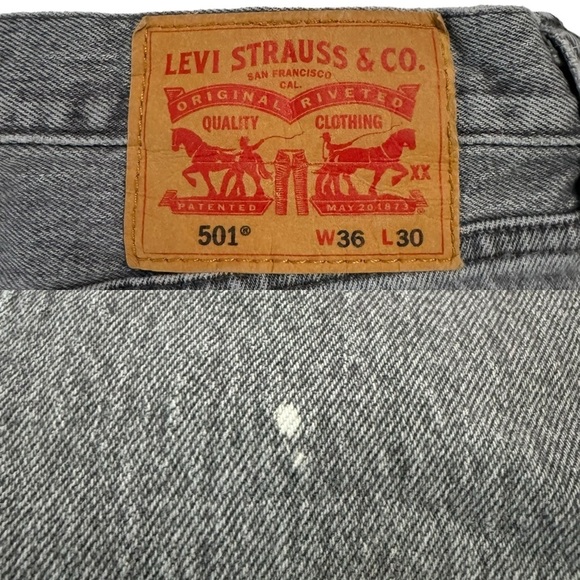 LEVI STRAUSS & CO.
SAN FRANCISCO
CAL.
ORIGINAL RIVETED
QUALITY CLOTHING
XX
PATENTED MAY 20 1873
501® W36 L30